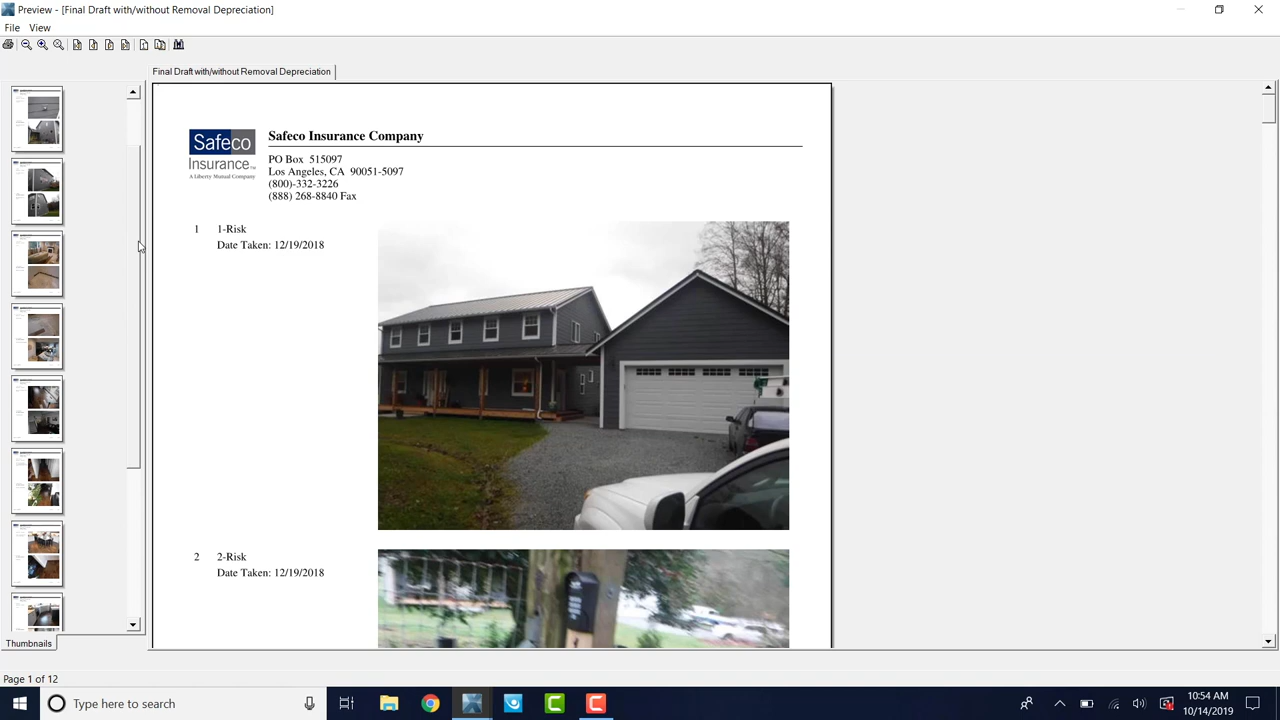 Preview - [Final Draft with/without Removal Depreciation]
File View
Final Draft with/without Removal Depreciation
Safeco
Insurance
A Liberty Mutual Company
Safeco Insurance Company
PO Box 515097
Los Angeles, CA 90051-5097
(800)-332-3226
(888) 268-8840 Fax
1 1-Risk
Date Taken: 12/19/2018
2 2-Risk
Date Taken: 12/19/2018
Thumbnails
Page 1 of 12
Type here to search
10:54 AM
10/14/2019